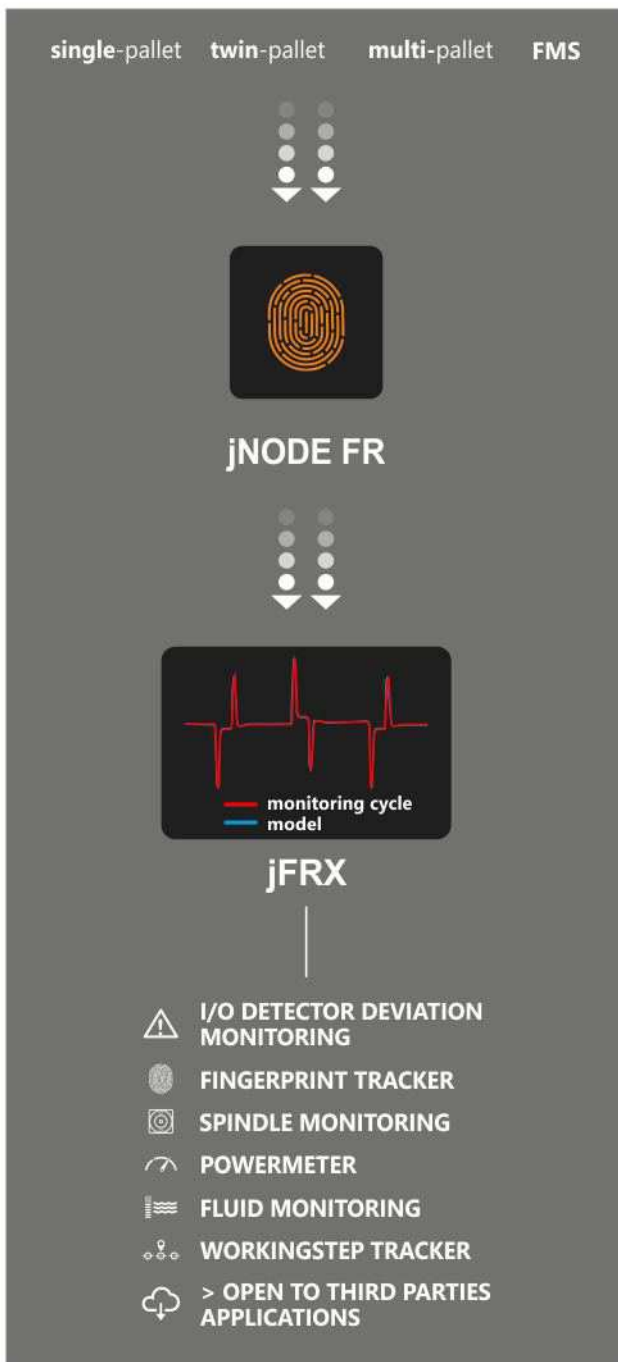 single-pallet twin-pallet multi-pallet FMS
jNODE FR
monitoring cycle
model
jFRX
I/O DETECTOR DEVIATION
MONITORING
FINGERPRINT TRACKER
SPINDLE MONITORING
POWERMETER
FLUID MONITORING
WORKINGSTEP TRACKER
> OPEN TO THIRD PARTIES
APPLICATIONS